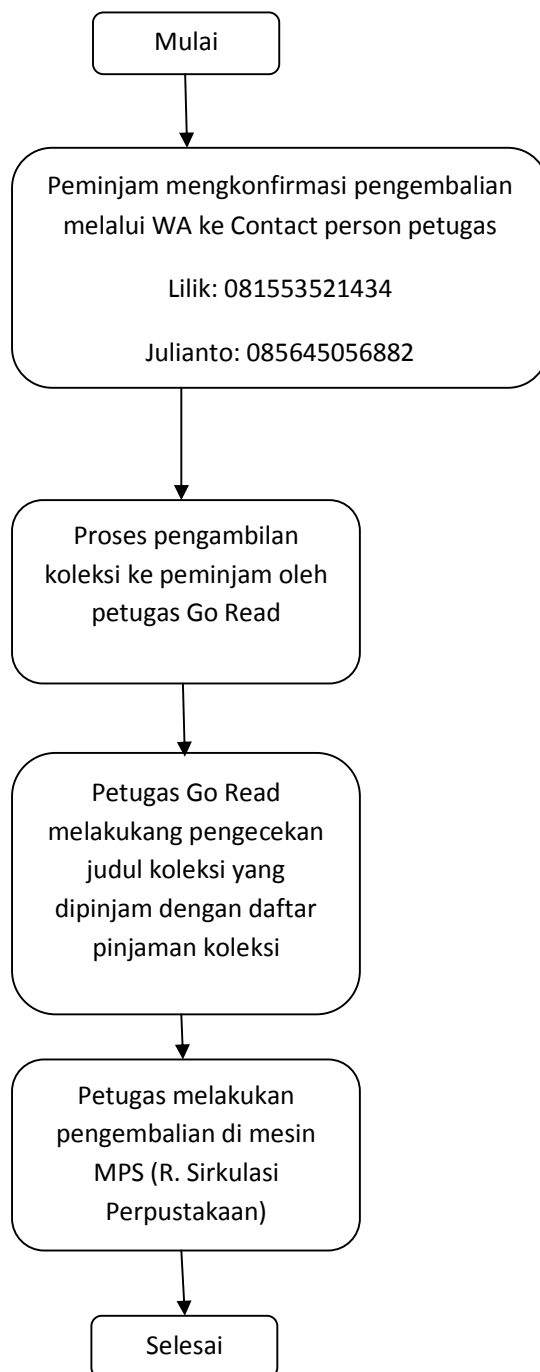 Mulai
Peminjam mengkonfirmasi pengembalian
melalui WA ke Contact person petugas
Lilik: 081553521434
Julianto: 085645056882
Proses pengambilan
koleksi ke peminjam oleh
petugas Go Read
Petugas Go Read
melakukang pengecekan
judul koleksi yang
dipinjam dengan daftar
pinjaman koleksi
Petugas melakukan
pengembalian di mesin
MPS (R. Sirkulasi
Perpustakaan)
Selesai